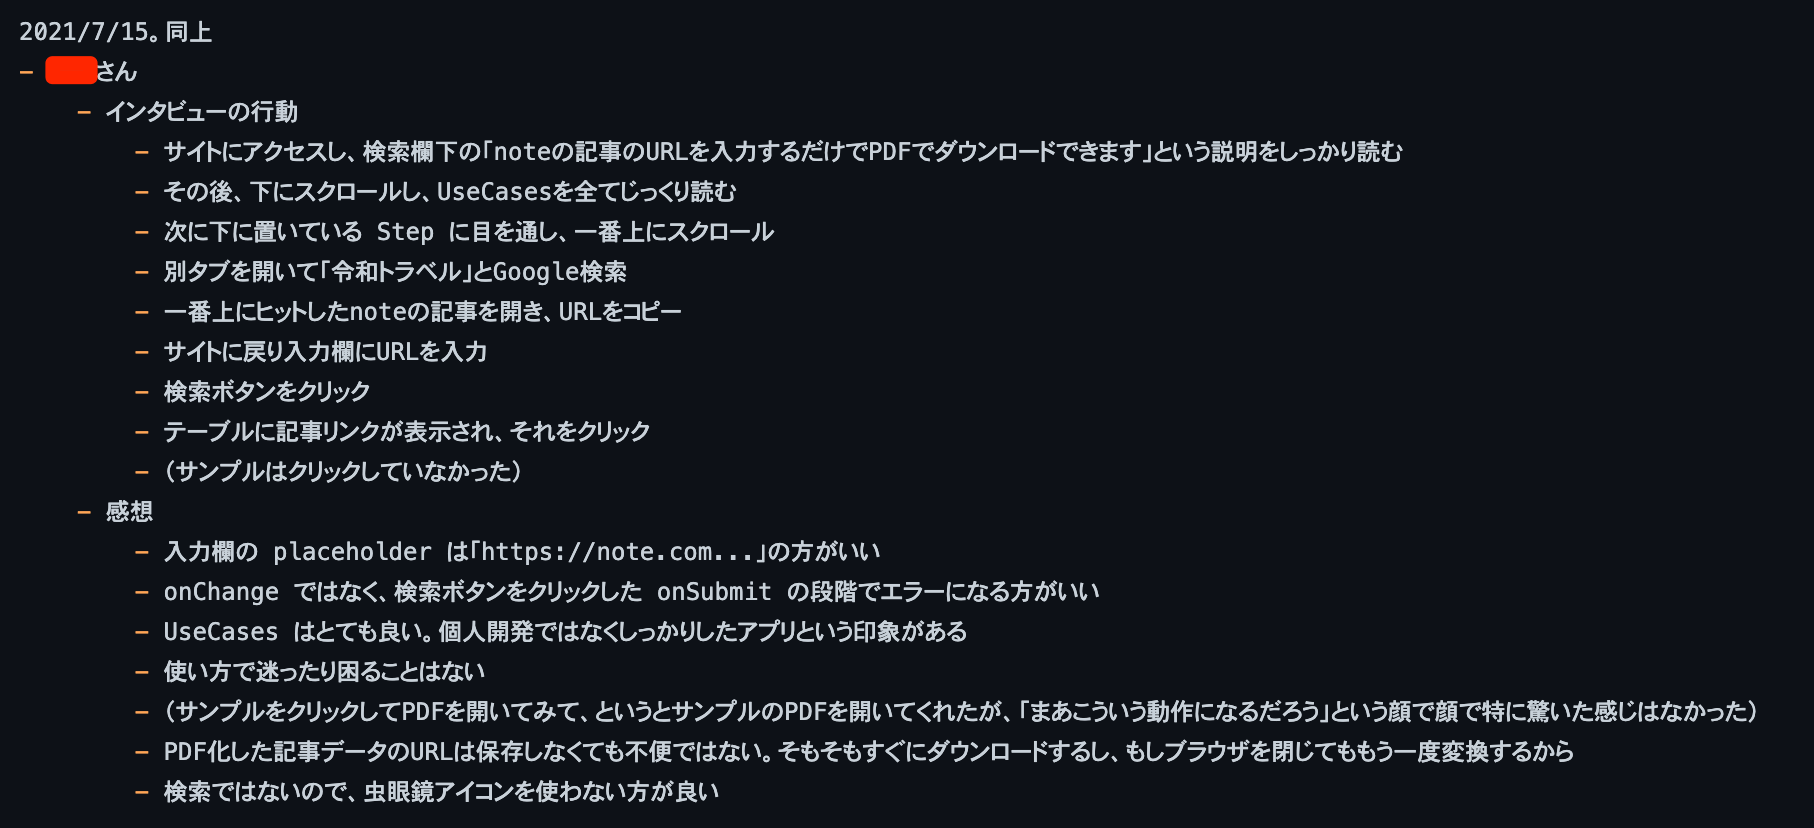 2021/7/15。同上
- さん
- インタビューの行動
- サイトにアクセスし、検索欄下の「noteの記事のURLを入力するだけでPDFでダウンロードできます」という説明をしっかり読む
- その後、下にスクロールし、UseCasesを全てじっくり読む
- 次に下に置いている Step に目を通し、一番上にスクロール
- 別タブを開いて「令和トラベル」とGoogle検索
- 一番上にヒットしたnoteの記事を開き、URLをコピー
- サイトに戻り入力欄にURLを入力
- 検索ボタンをクリック
- テーブルに記事リンクが表示され、それをクリック
- （サンプルはクリックしていなかった）
- 感想
- 入力欄の placeholder は「https://note.com...」の方がいい
- onChange ではなく、検索ボタンをクリックした onSubmit の段階でエラーになる方がいい
- UseCases はとても良い。個人開発ではなくしっかりしたアプリという印象がある
- 使い方で迷ったり困ることはない
- （サンプルをクリックしてPDFを開いてみて、というとサンプルのPDFを開いてくれたが、「まあこういう動作になるだろう」という顔で顔で特に驚いた感じはなかった）
- PDF化した記事データのURLは保存しなくても不便ではない。そもそもすぐにダウンロードするし、もしブラウザを閉じてももう一度変換するから
- 検索ではないので、虫眼鏡アイコンを使わない方が良い